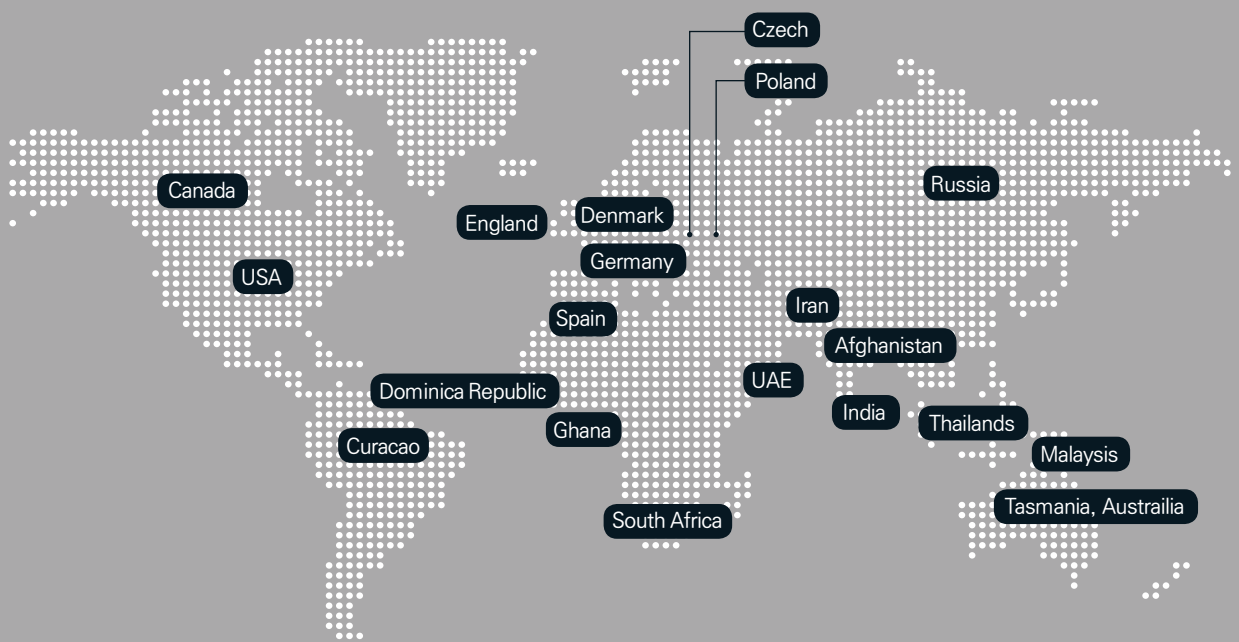 Czech
Poland
Canada
Russia
England
Denmark
Germany
USA
Iran
Spain
Afghanistan
UAE
Dominica Republic
India
Thailands
Ghana
Curacao
Malaysis
Tasmania, Austrailia
South Africa